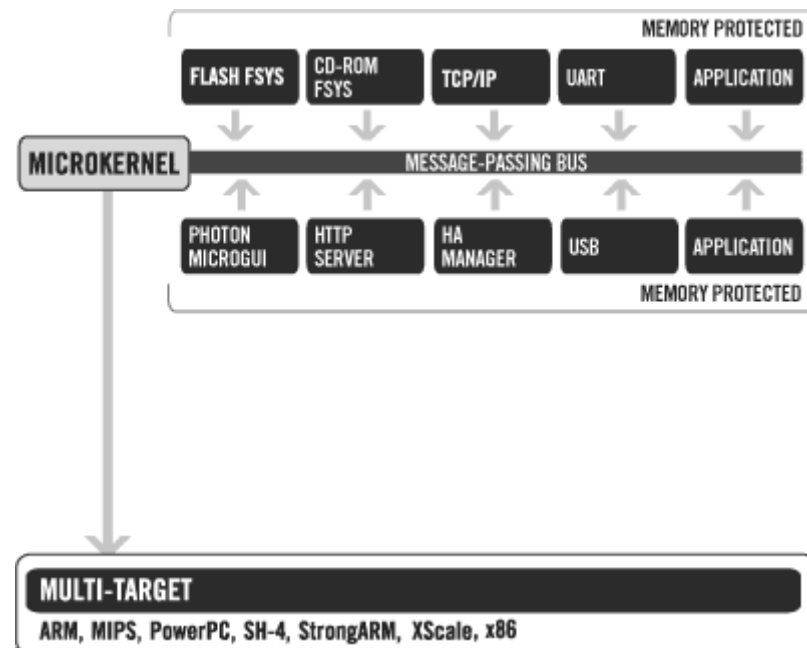 MEMORY PROTECTED
FLASH FSYS
CD-ROM
FSYS
TCP/IP
UART
APPLICATION
MICROKERNEL
MESSAGE-PASSING BUS
PHOTON
MICROGUI
HTTP
SERVER
HA
MANAGER
USB
APPLICATION
MEMORY PROTECTED
MULTI-TARGET
ARM, MIPS, PowerPC, SH-4, StrongARM, XScale, x86